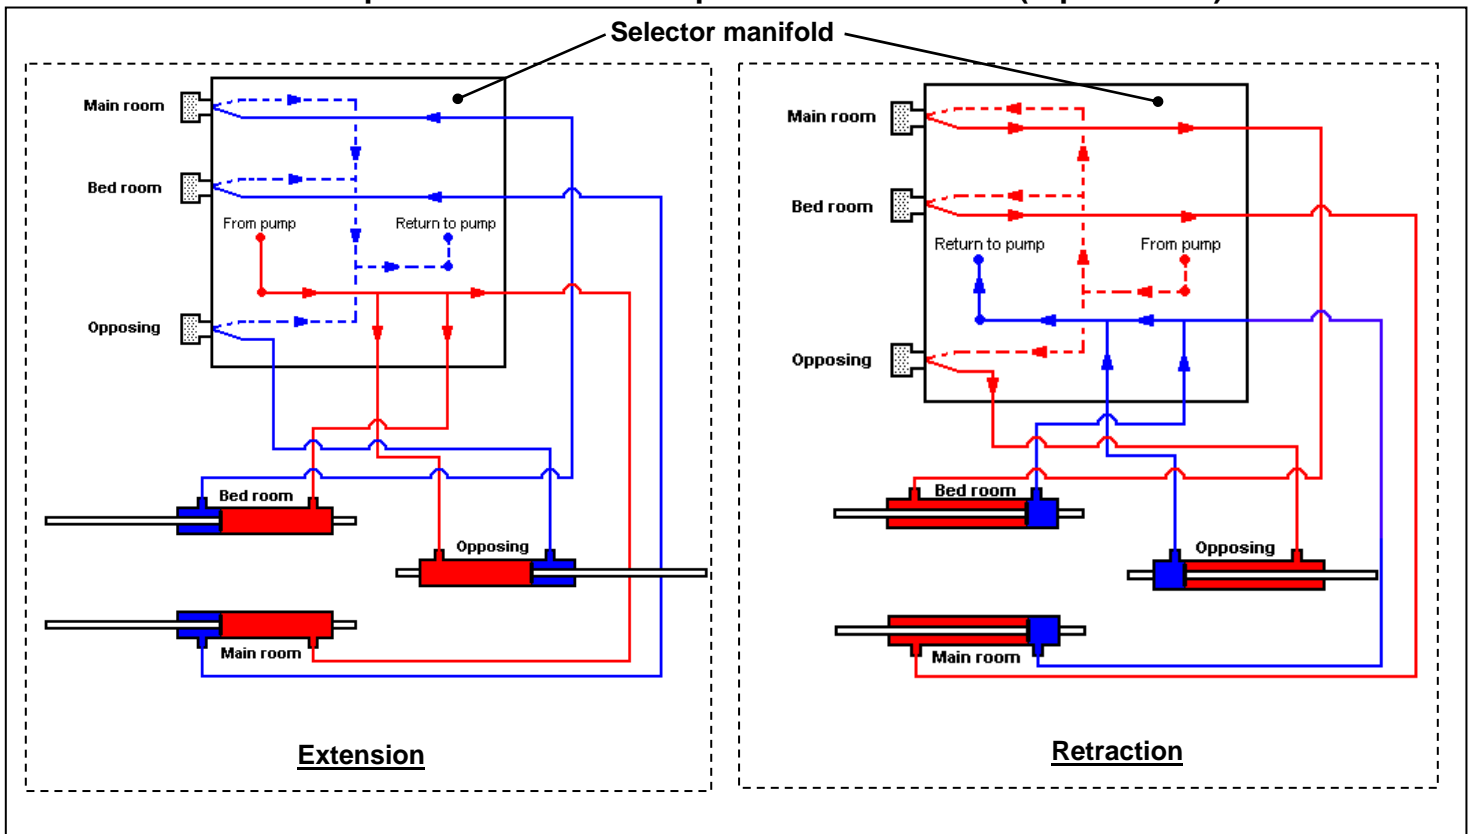 Selector manifold
Main room
Bed room
From pump
Return to pump
Opposing
Bed room
Opposing
Main room
Extension
Main room
Bed room
Return to pump
From pump
Opposing
Bed room
Opposing
Main room
Retraction